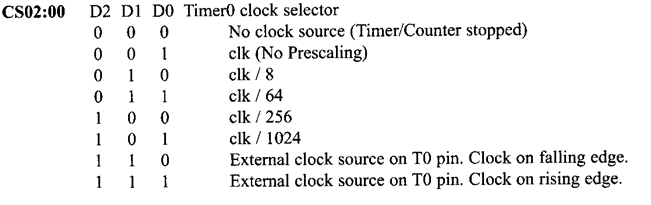 CS02:00 D2 D1 D0 Timer0 clock selector
0 0 0 No clock source (Timer/Counter stopped)
0 0 1 clk (No Prescaling)
0 1 0 clk / 8
0 1 1 clk / 64
1 0 0 clk / 256
1 0 1 clk / 1024
1 1 0 External clock source on T0 pin. Clock on falling edge.
1 1 1 External clock source on T0 pin. Clock on rising edge.